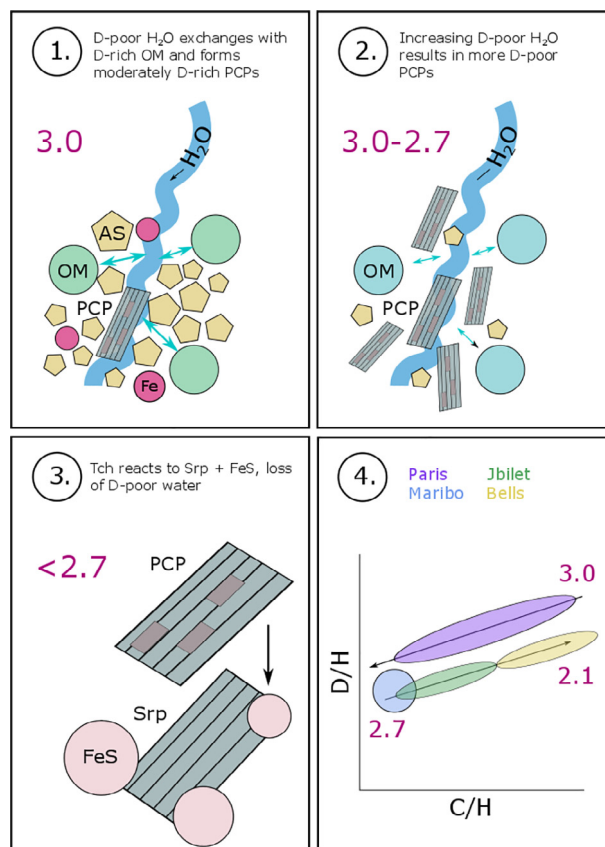 1.
D-poor H₂O exchanges with
D-rich OM and forms
moderately D-rich PCPs
3.0
H₂O
AS
OM
PCP
Fe
2.
Increasing D-poor H₂O
results in more D-poor
PCPs
3.0-2.7
H₂O
OM
PCP
3.
Tch reacts to Srp + FeS, loss
of D-poor water
<2.7
PCP
Srp
FeS
4.
Paris Jbilet
Maribo Bells
3.0
D/H
2.1
2.7
C/H